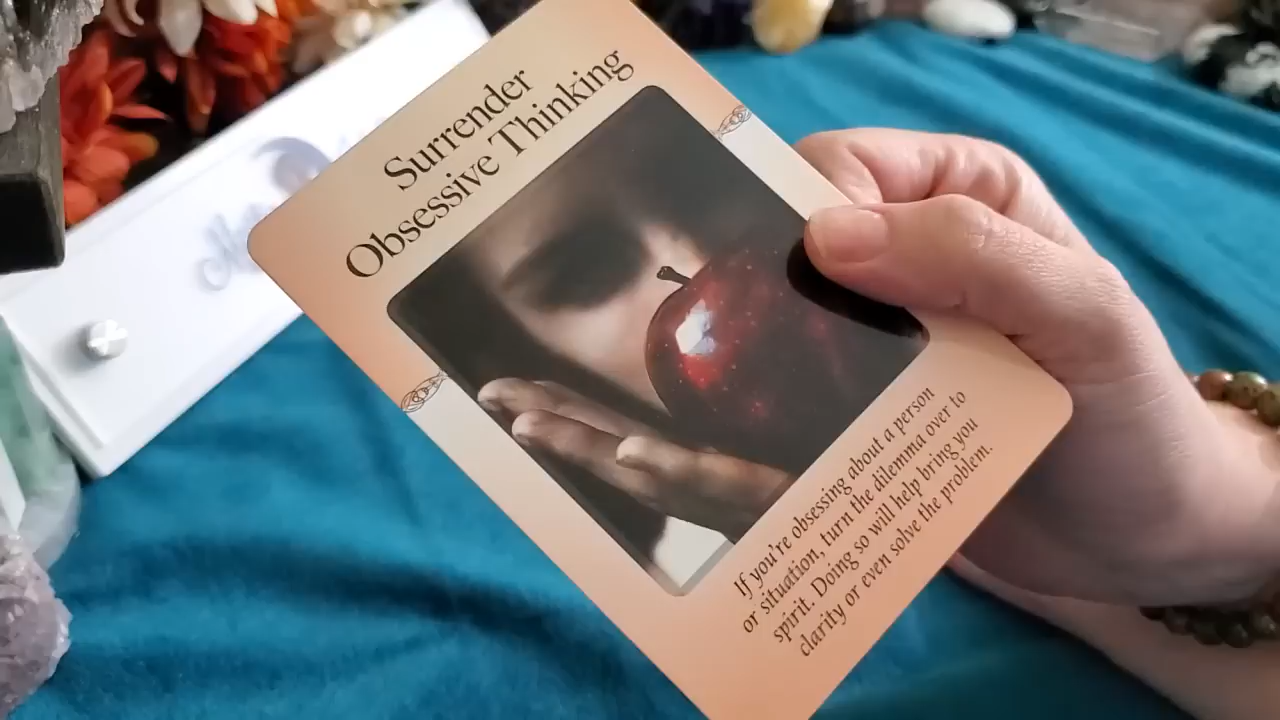 Surrender
Obsessive Thinking
If you're obsessing about a person
or situation, turn the dilemma over to
spirit. Doing so will help bring you
clarity or even solve the problem.